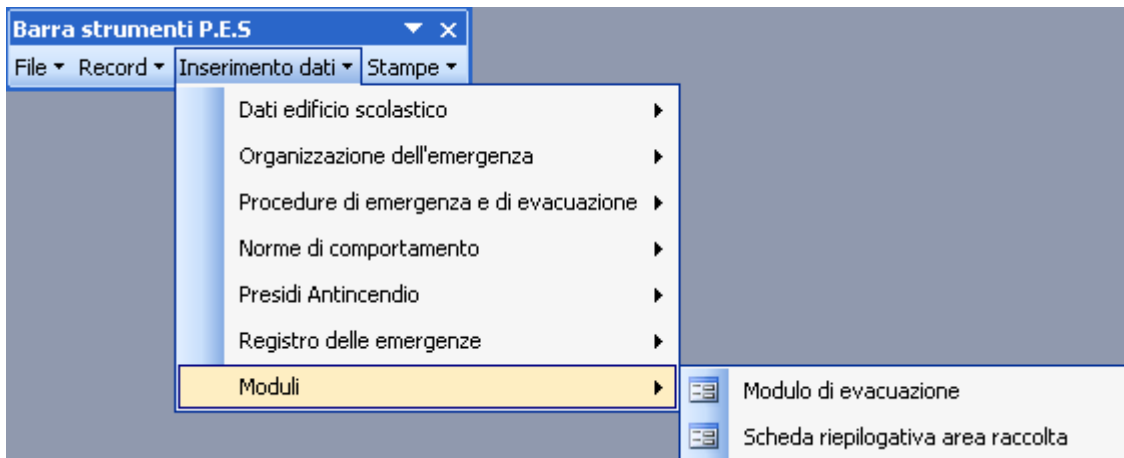 Barra strumenti P.E.S
File Record Inserimento dati Stampe
Dati edificio scolastico
Organizzazione dell'emergenza
Procedure di emergenza e di evacuazione
Norme di comportamento
Presidi Antincendio
Registro delle emergenze
Moduli
Modulo di evacuazione
Scheda riepilogativa area raccolta